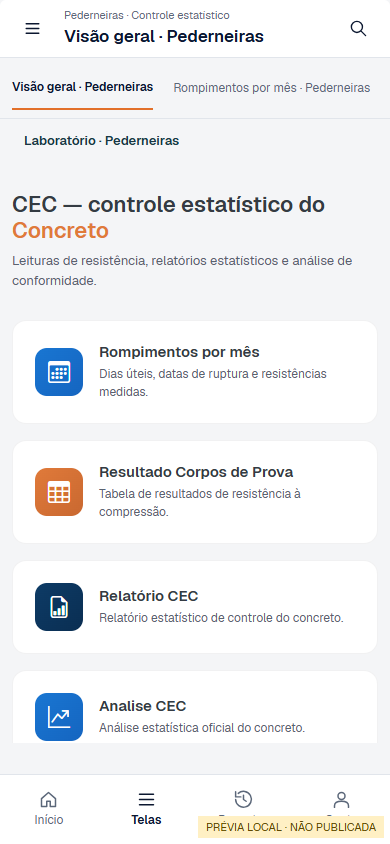 Pederneiras · Controle estatístico
Visão geral · Pederneiras
Visão geral · Pederneiras
Rompimentos por mês · Pederneiras
Laboratório · Pederneiras
CEC — controle estatístico do
Concreto
Leituras de resistência, relatórios estatísticos e análise de
conformidade.
Rompimentos por mês
Dias úteis, datas de ruptura e resistências
medidas.
Resultado Corpos de Prova
Tabela de resultados de resistência à
compressão.
Relatório CEC
Relatório estatístico de controle do concreto.
Analise CEC
Análise estatística oficial do concreto.
Início
Telas
PRÉVIA LOCAL · NÃO PUBLICADA